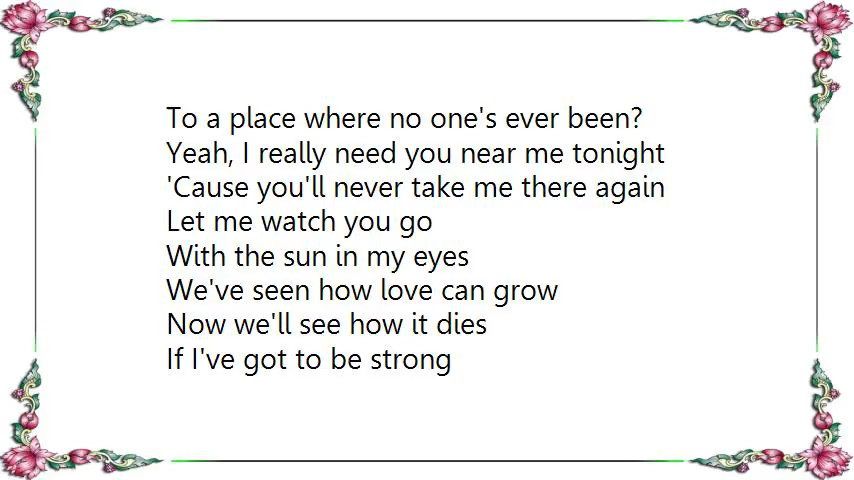 To a place where no one's ever been?
Yeah, I really need you near me tonight
'Cause you'll never take me there again
Let me watch you go
With the sun in my eyes
We've seen how love can grow
Now we'll see how it dies
If I've got to be strong